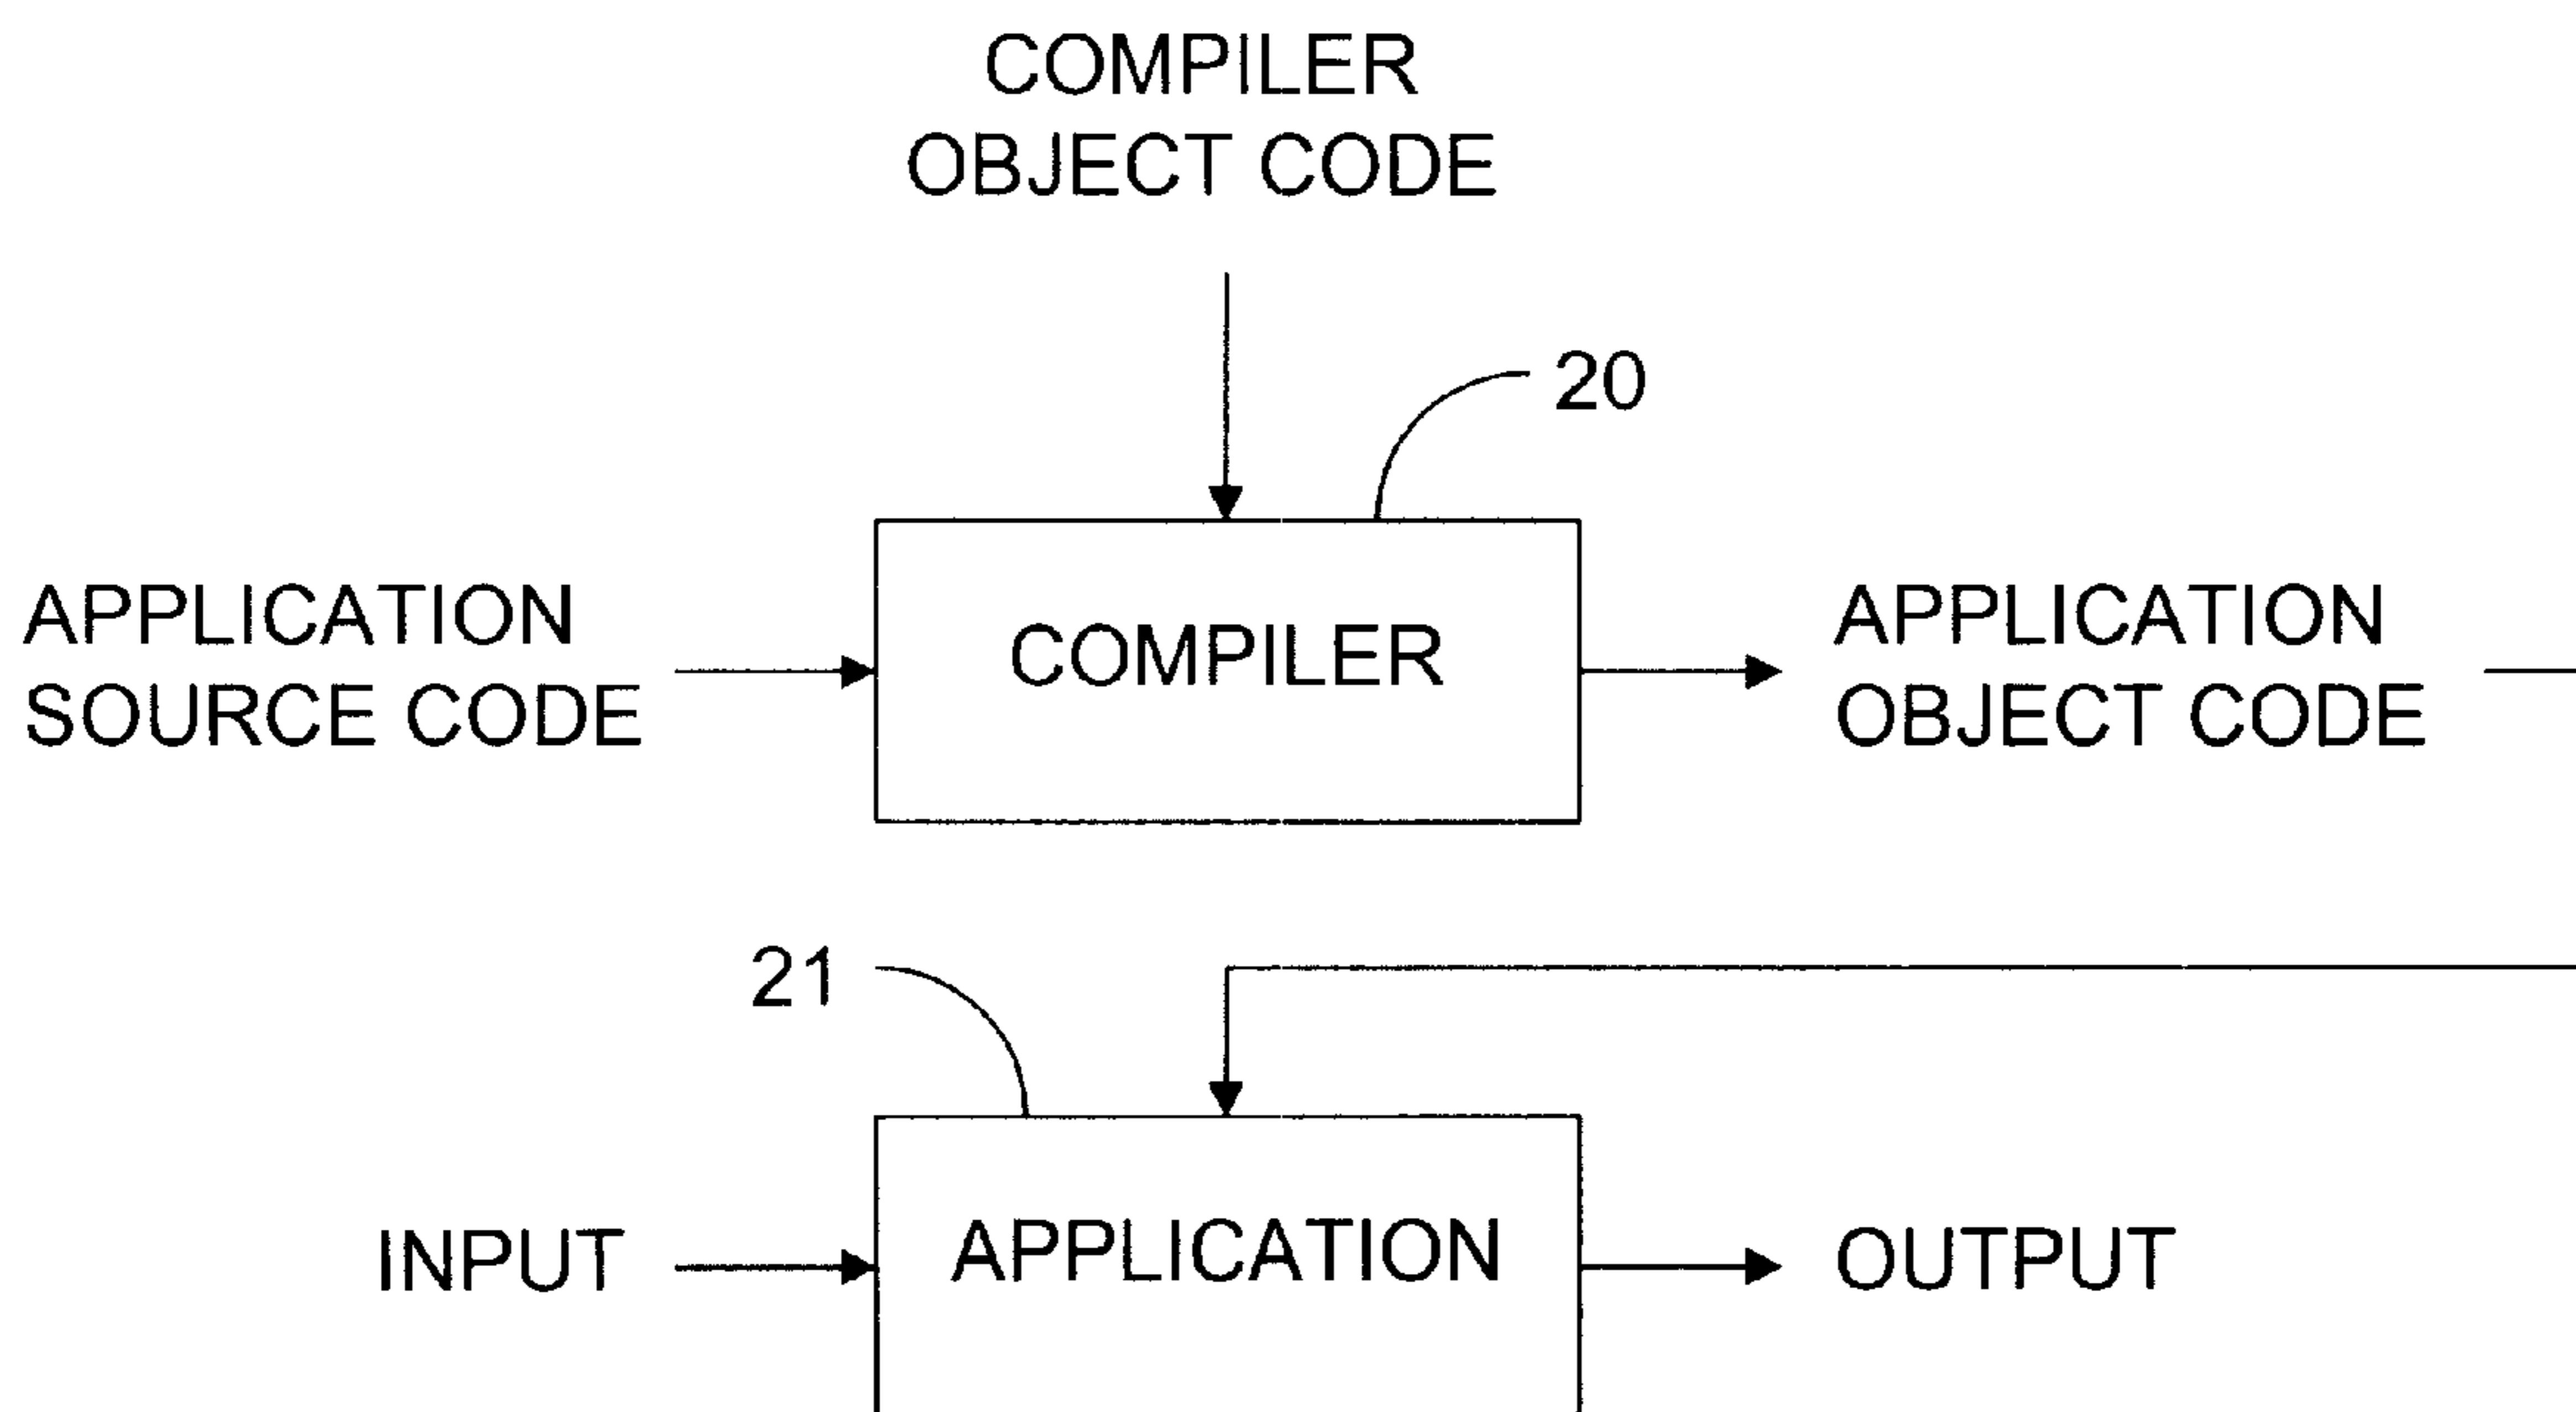 COMPILER
OBJECT CODE
20
APPLICATION
SOURCE CODE
COMPILER
APPLICATION
OBJECT CODE
21
INPUT
APPLICATION
OUTPUT